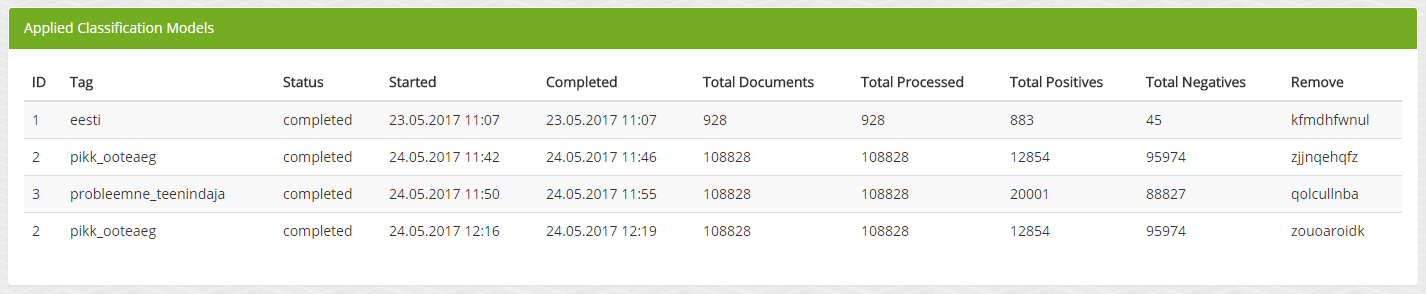 Applied Classification Models
ID Tag Status Started Completed Total Documents Total Processed Total Positives Total Negatives Remove
1 eesti completed 23.05.2017 11:07 23.05.2017 11:07 928 928 883 45 kfmdhfwnul
2 pikk_ooteaeg completed 24.05.2017 11:42 24.05.2017 11:46 108828 108828 12854 95974 zjjnqehqfz
3 probleemne_teenindaja completed 24.05.2017 11:50 24.05.2017 11:55 108828 108828 20001 88827 qolcullnba
2 pikk_ooteaeg completed 24.05.2017 12:16 24.05.2017 12:19 108828 108828 12854 95974 zouoaroidk